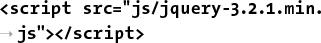 <script src="js/jquery-3.2.1.min.
→js"></script>